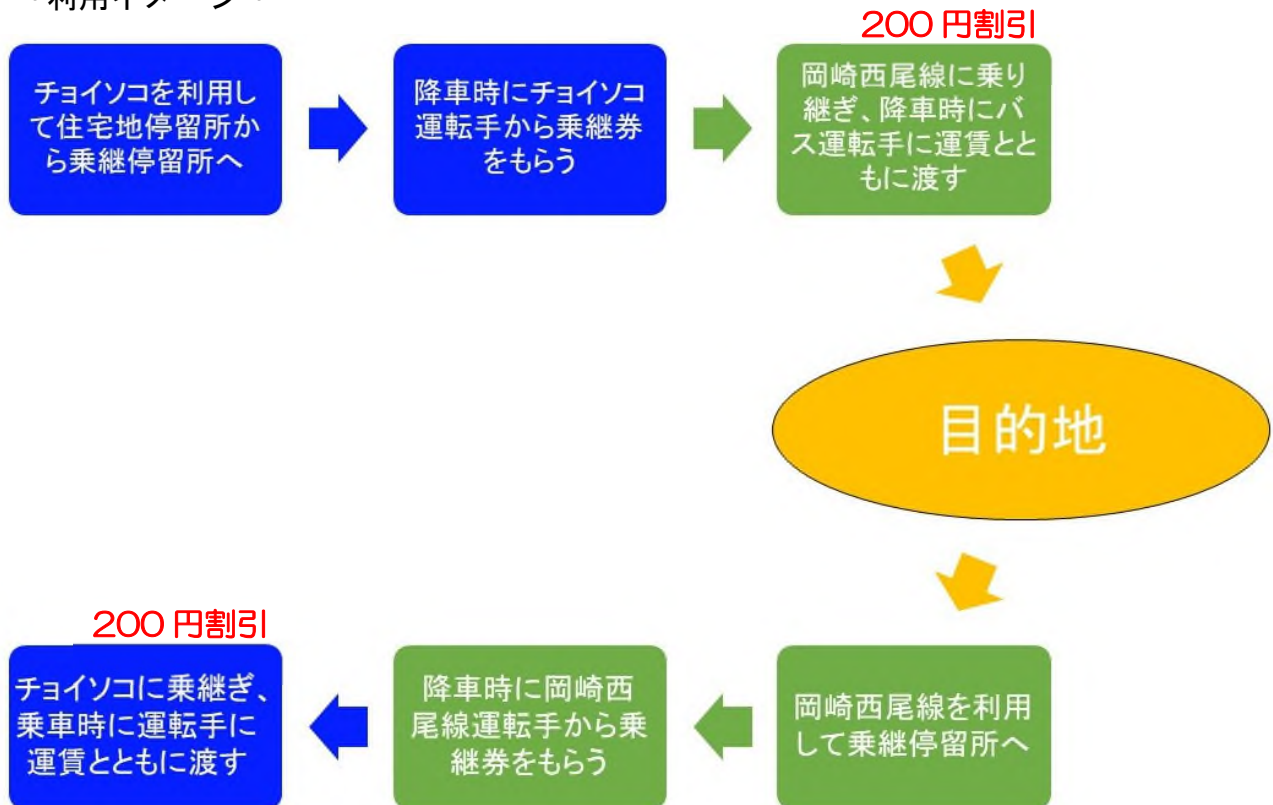 200円割引
チョイソコを利用し
て住宅地停留所か
ら乗継停留所へ
降車時にチョイソコ
運転手から乗継券
をもらう
岡崎西尾線に乗り
継ぎ、降車時にバ
ス運転手に運賃とと
もに渡す
目的地
岡崎西尾線を利用
して乗継停留所へ
降車時に岡崎西
尾線運転手から乗
継券をもらう
200円割引
チョイソコに乗継ぎ、
乗車時に運転手に
運賃とともに渡す